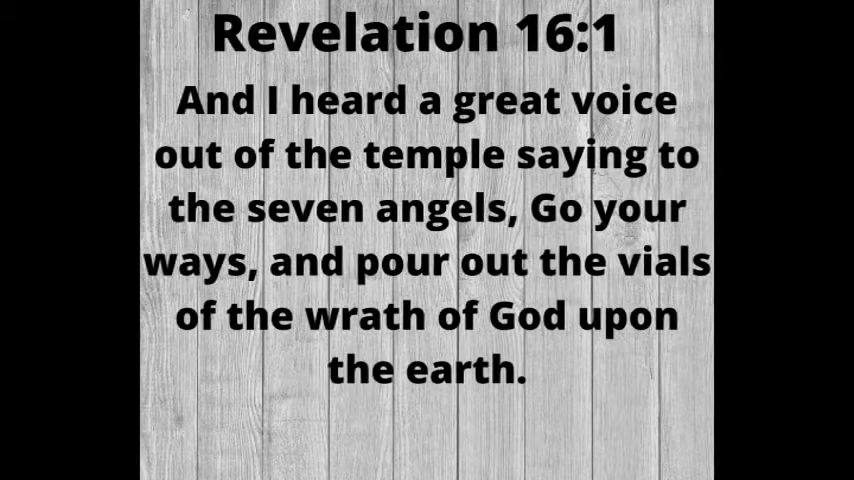 Revelation 16:1
And I heard a great voice
out of the temple saying to
the seven angels, Go your
ways, and pour out the vials
of the wrath of God upon
the earth.